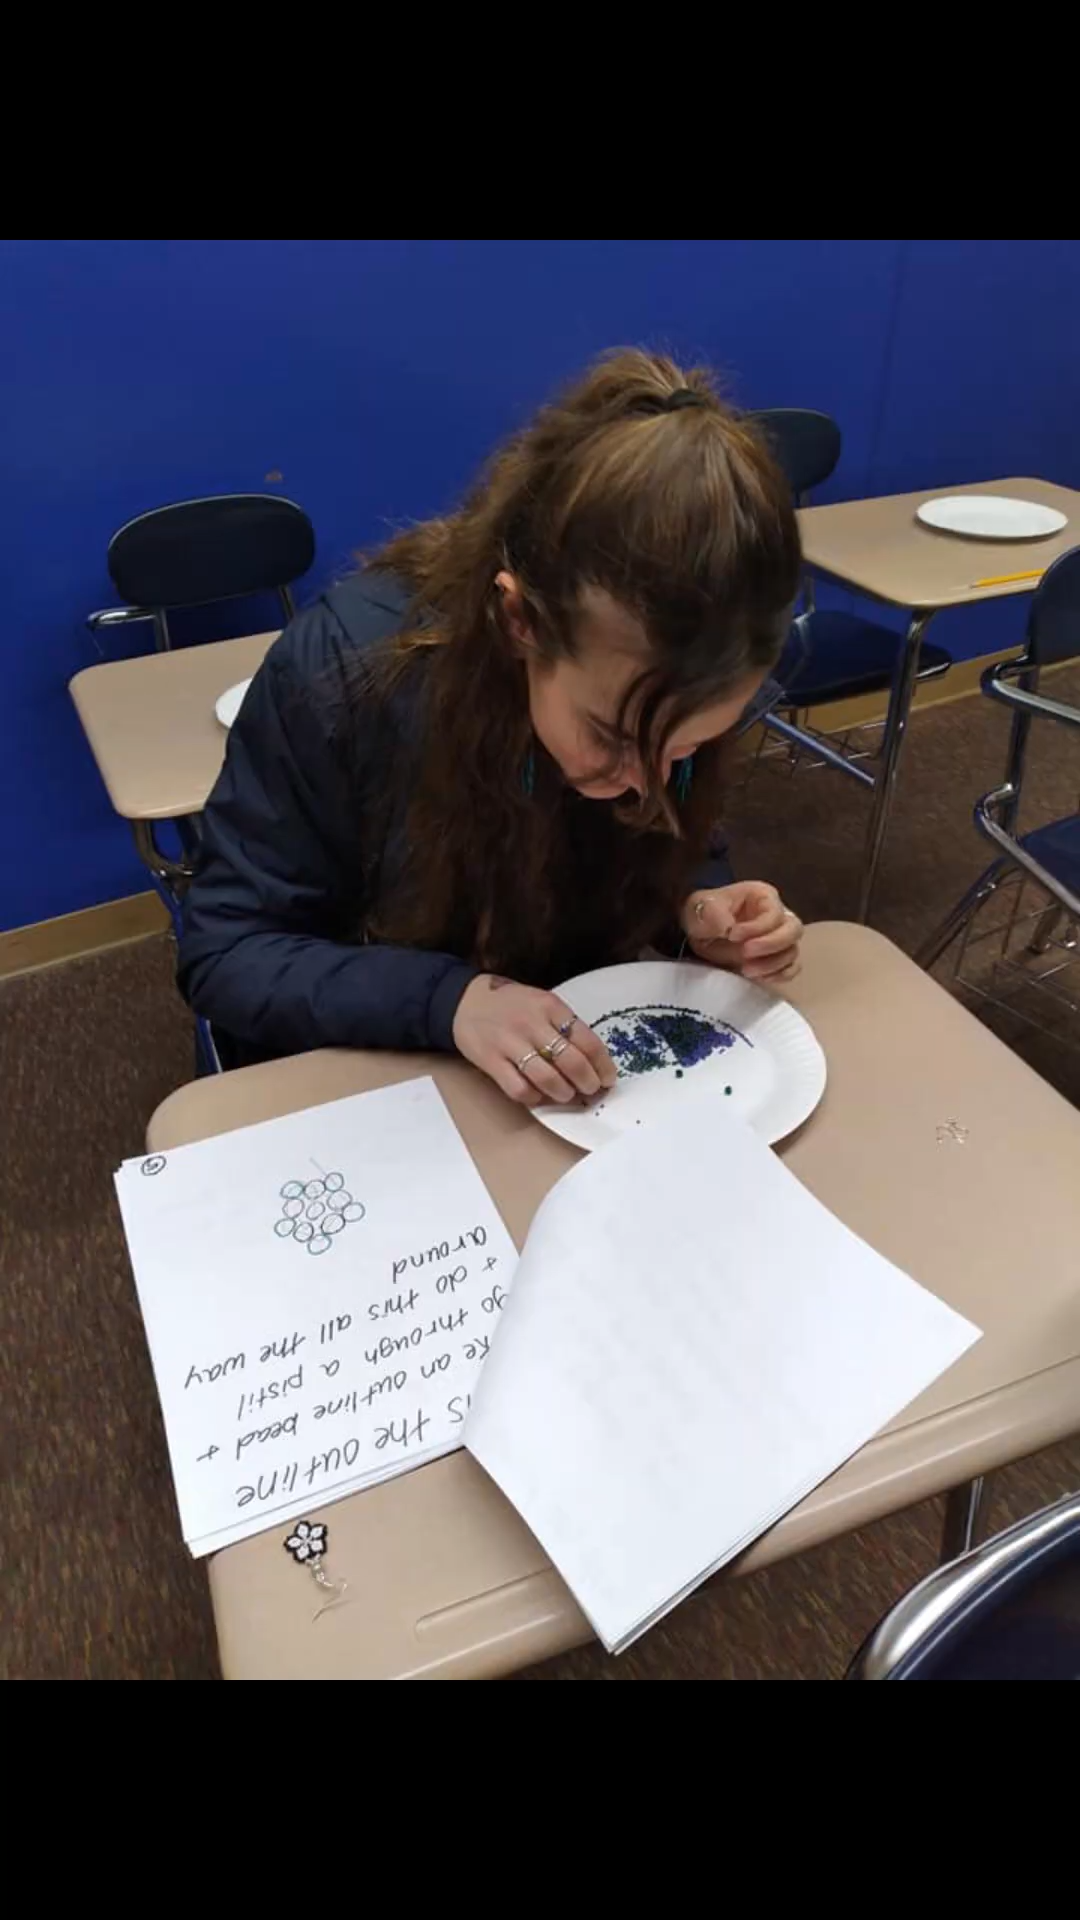 is the outline
ke an outline bead +
go through a pistil
+ do this all the way
around